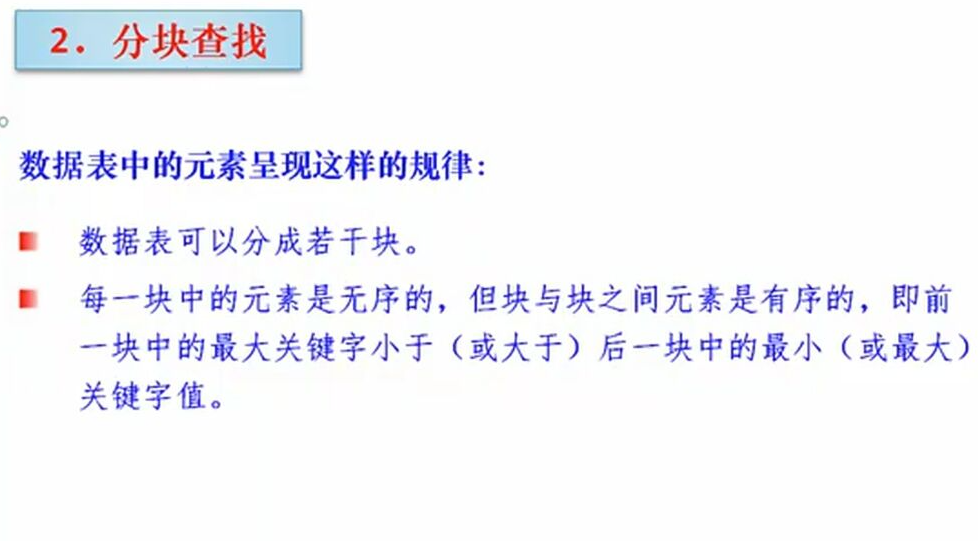 2．分块查找
数据表中的元素呈现这样的规律：
数据表可以分成若干块。
每一块中的元素是无序的，但块与块之间元素是有序的，即前
一块中的最大关键字小于（或大于）后一块中的最小（或最大）
关键字值。